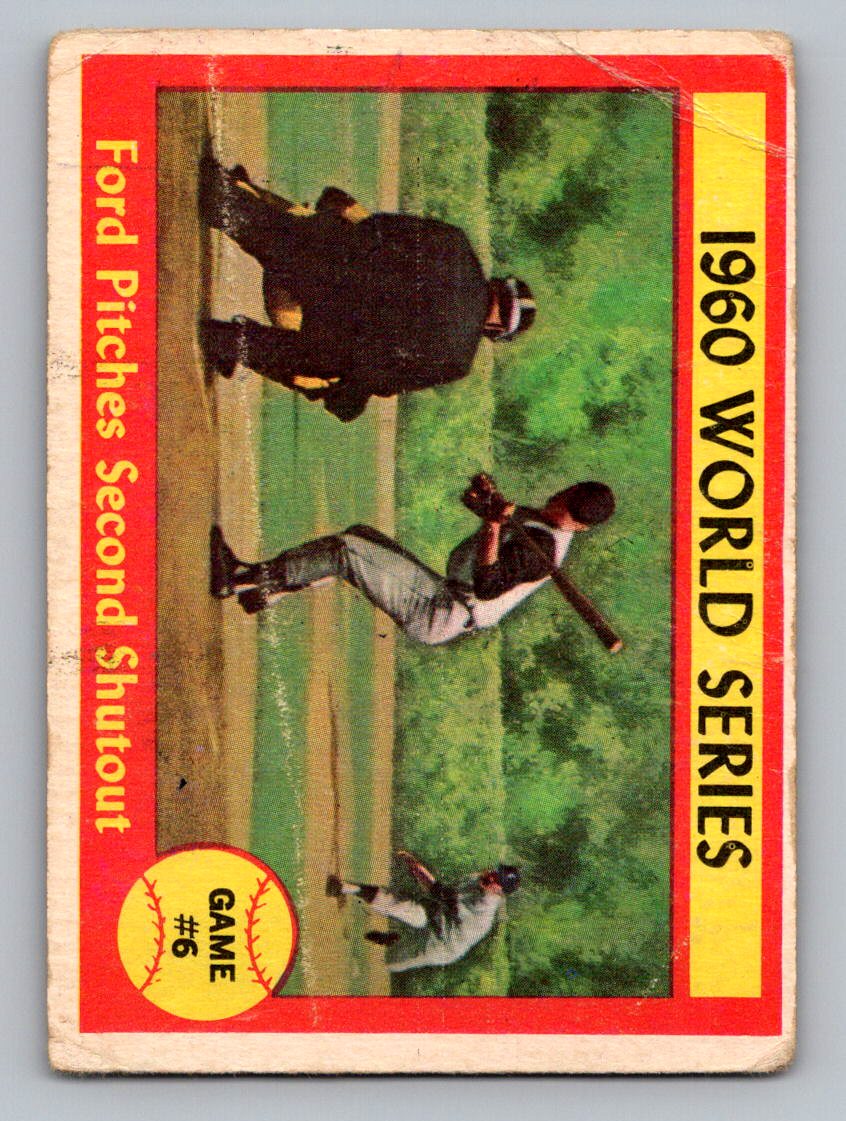 1960 WORLD SERIES
GAME
#6
Ford Pitches Second Shutout